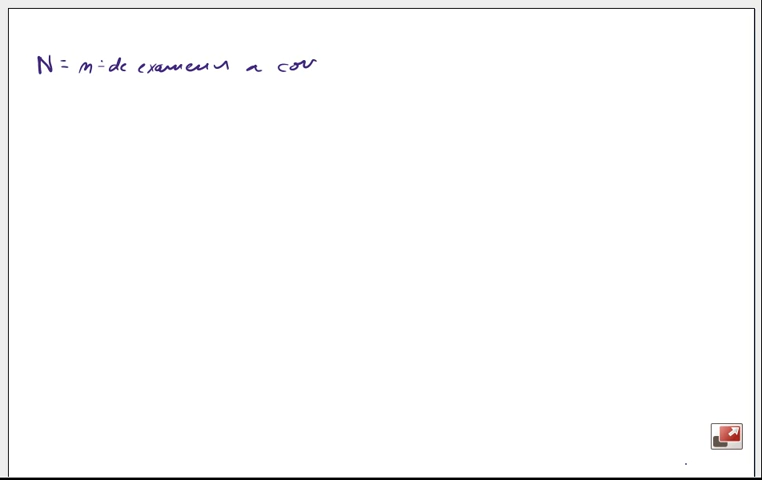 N = nº de examenes a cor